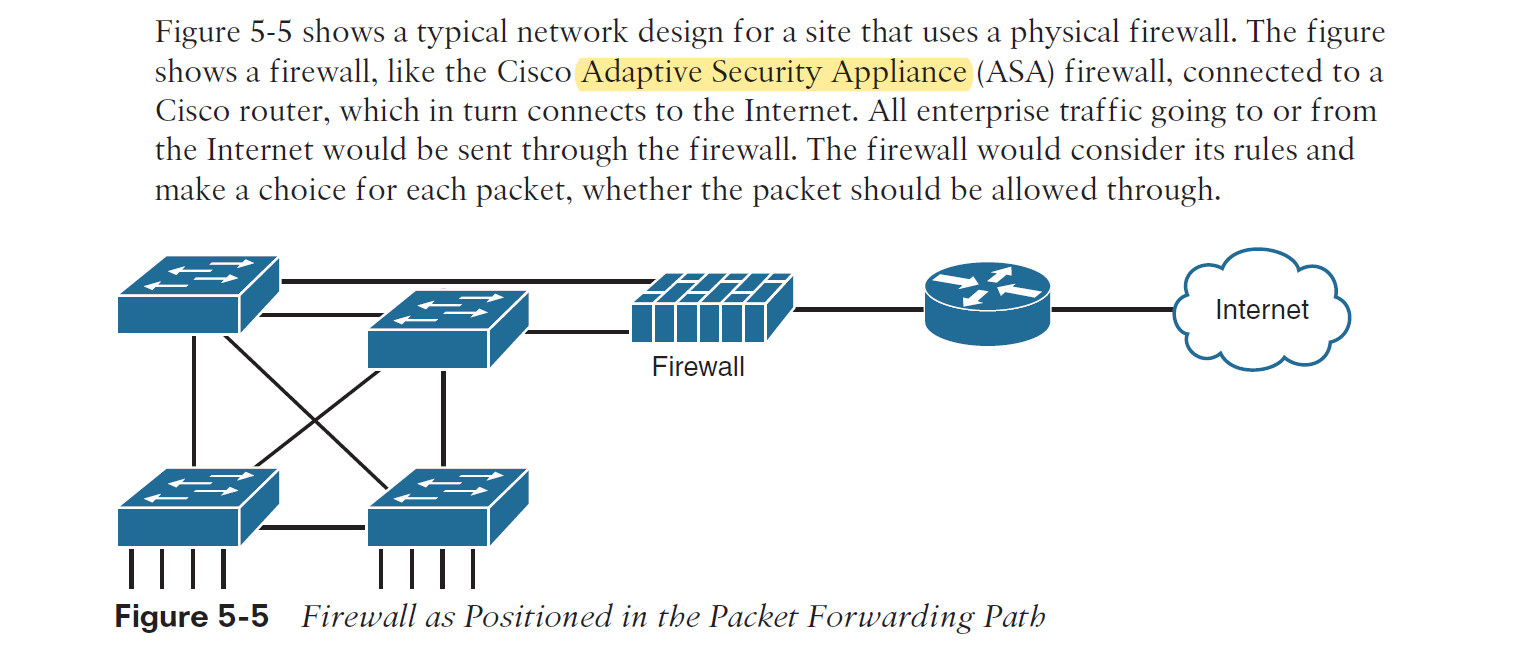 Figure 5-5 shows a typical network design for a site that uses a physical firewall. The figure
shows a firewall, like the Cisco Adaptive Security Appliance (ASA) firewall, connected to a
Cisco router, which in turn connects to the Internet. All enterprise traffic going to or from
the Internet would be sent through the firewall. The firewall would consider its rules and
make a choice for each packet, whether the packet should be allowed through.
Internet
Firewall
Figure 5-5 Firewall as Positioned in the Packet Forwarding Path